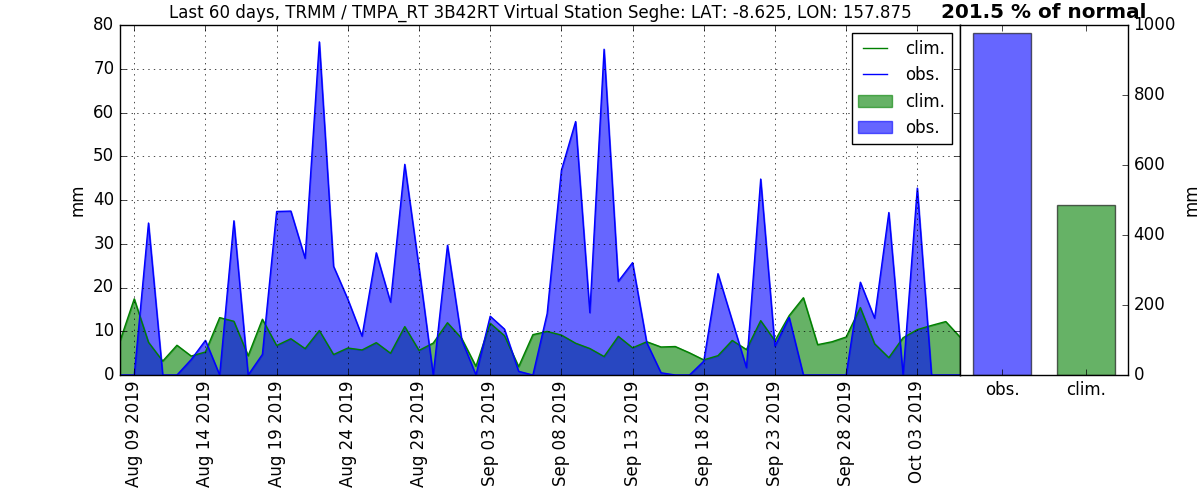 Last 60 days, TRMM / TMPA_RT 3B42RT Virtual Station Seghe: LAT: -8.625, LON: 157.875
201.5 % of normal
80
70
60
50
40
30
20
10
0
mm
clim.
obs.
clim.
obs.
1000
800
600
400
200
0
mm
obs.
clim.
Aug 09 2019
Aug 14 2019
Aug 19 2019
Aug 24 2019
Aug 29 2019
Sep 03 2019
Sep 08 2019
Sep 13 2019
Sep 18 2019
Sep 23 2019
Sep 28 2019
Oct 03 2019